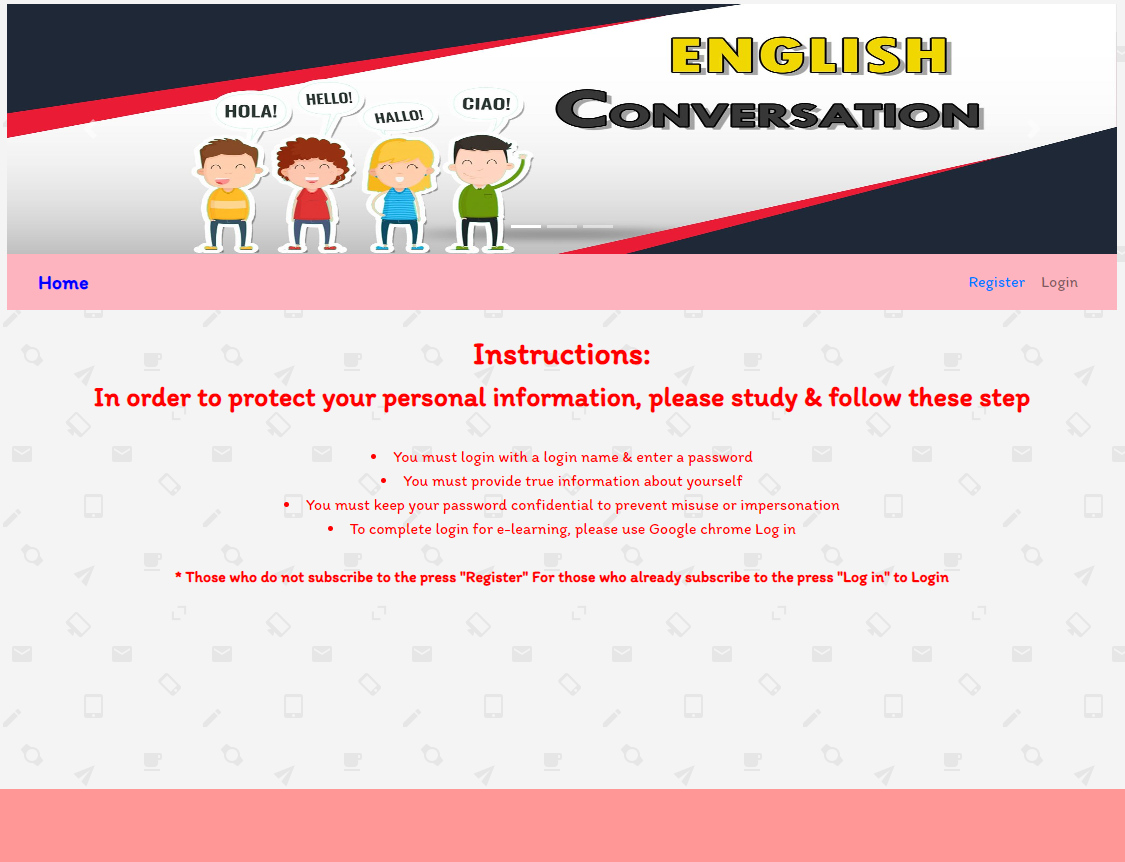 ENGLISH
CONVERSATION
HOLA!
HELLO!
HALLO!
CIAO!
Home
Register
Login
Instructions:
In order to protect your personal information, please study & follow these step
• You must login with a login name & enter a password
• You must provide true information about yourself
• You must keep your password confidential to prevent misuse or impersonation
• To complete login for e-learning, please use Google chrome Log in
* Those who do not subscribe to the press "Register" For those who already subscribe to the press "Log in" to Login